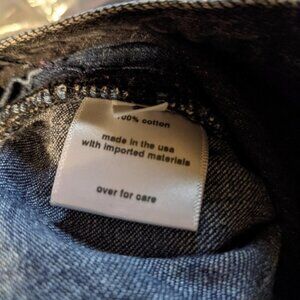 100% cotton
made in the usa
with imported materials
over for care